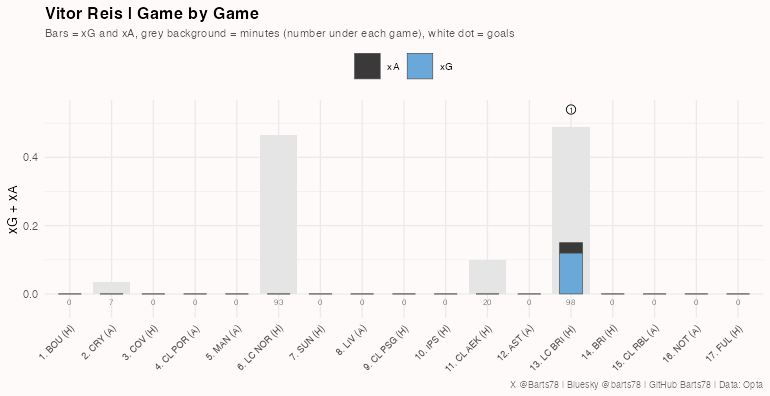 Vitor Reis | Game by Game
Bars = xG and xA, grey background = minutes (number under each game), white dot = goals
xA xG
1
0.4
0.2
0.0
xG + xA
0 7 0 0 0 93 0 0 0 0 20 0 98 0 0 0 0
1. BOU (H)
2. CRY (A)
3. COV (H)
4. CL POR (A)
5. MAN (A)
6. LC NOR (H)
7. SUN (H)
8. LIV (A)
9. CL PSG (H)
10. IPS (H)
11. CL AEK (H)
12. AST (A)
13. LC BRI (H)
14. BRI (H)
15. CL RBL (A)
16. NOT (A)
17. FUL (H)
X @Barts78 | Bluesky @barts78 | GitHub Barts78 | Data: Opta